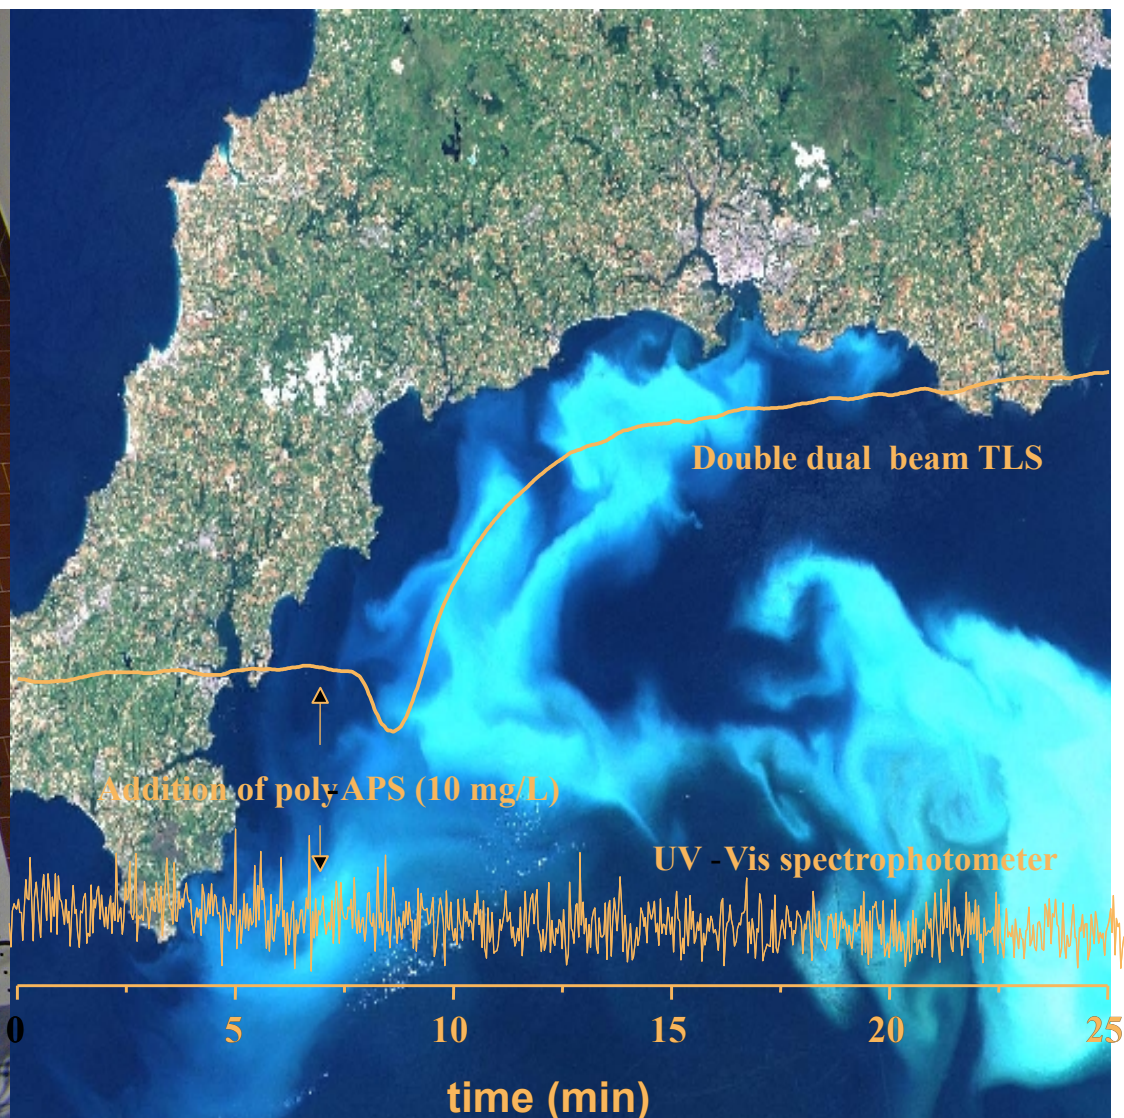 Double dual beam TLS
Addition of poly-APS (10 mg/L)
UV -Vis spectrophotometer
0 5 10 15 20 25
time (min)